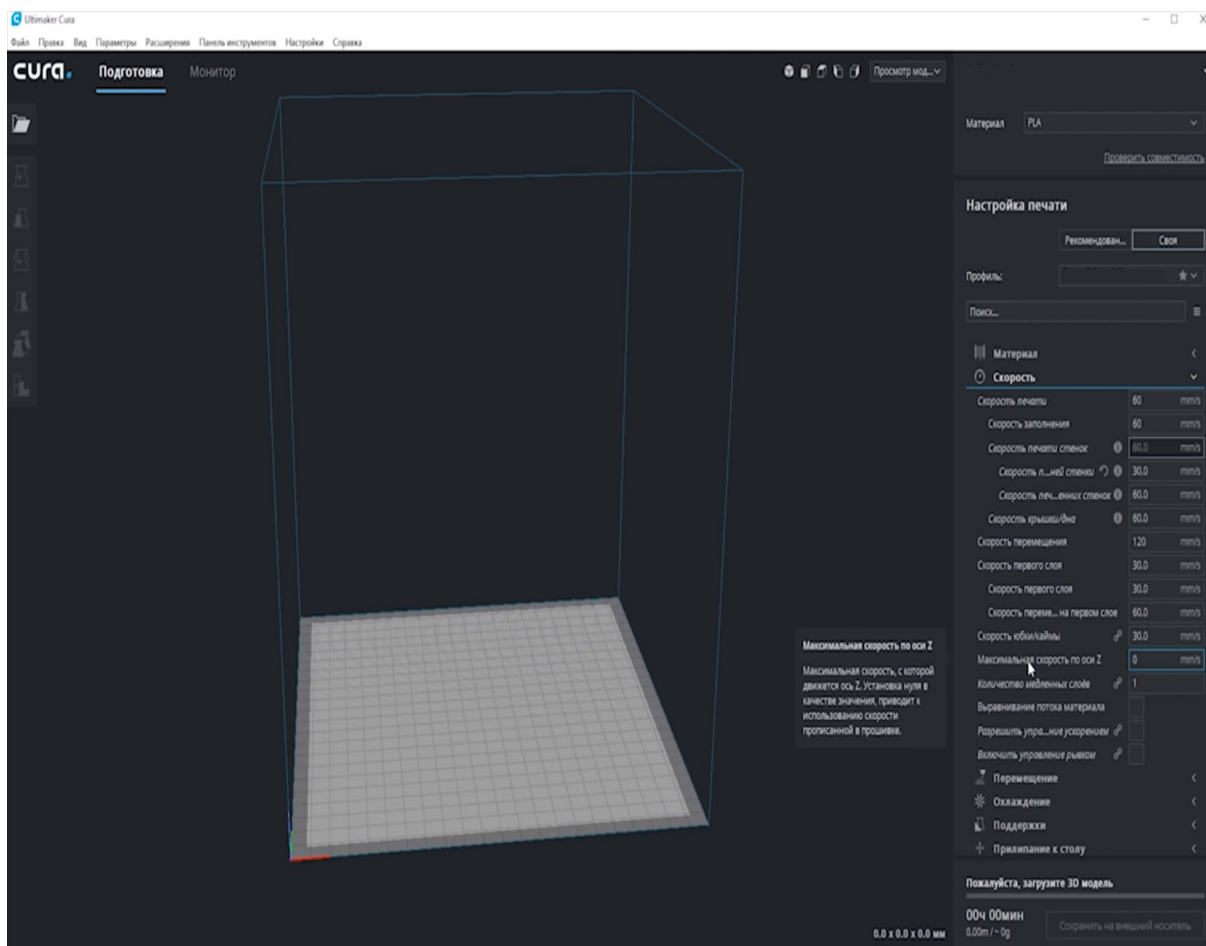 Ultimaker Cura
Файл Правка Вид Параметры Расширения Панель инструментов Настройки Справка
cura.
Подготовка Монитор
Просмотр мод...
Материал PLA
Проверить совместимость
Настройка печати
Рекомендован... Своя
Профиль:
Поиск...
Материал
Скорость
Скорость печати 60 mm/s
Скорость заполнения 60 mm/s
Скорость печати стенок 60.0 mm/s
Скорость п...ней стенки 30.0 mm/s
Скорость печ...енних стенок 60.0 mm/s
Скорость крышки/дна 60.0 mm/s
Скорость перемещения 120 mm/s
Скорость первого слоя 30.0 mm/s
Скорость первого слоя 30.0 mm/s
Скорость переме... на первом слое 60.0 mm/s
Скорость юбки/каймы 30.0 mm/s
Максимальная скорость по оси Z 0 mm/s
Количество медленных слоёв 1
Выравнивание потока материала
Разрешить упра...ние ускорением
Включить управление рывком
Перемещение
Охлаждение
Поддержки
Прилипание к столу
Максимальная скорость по оси Z
Максимальная скорость, с которой
движется ось Z. Установка нуля в
качестве значения, приводит к
использованию скорости
прописанной в прошивке.
Пожалуйста, загрузите 3D модель
00ч 00мин
0.00m / ~ 0g
Сохранить на внешний носитель
0.0 x 0.0 x 0.0 мм